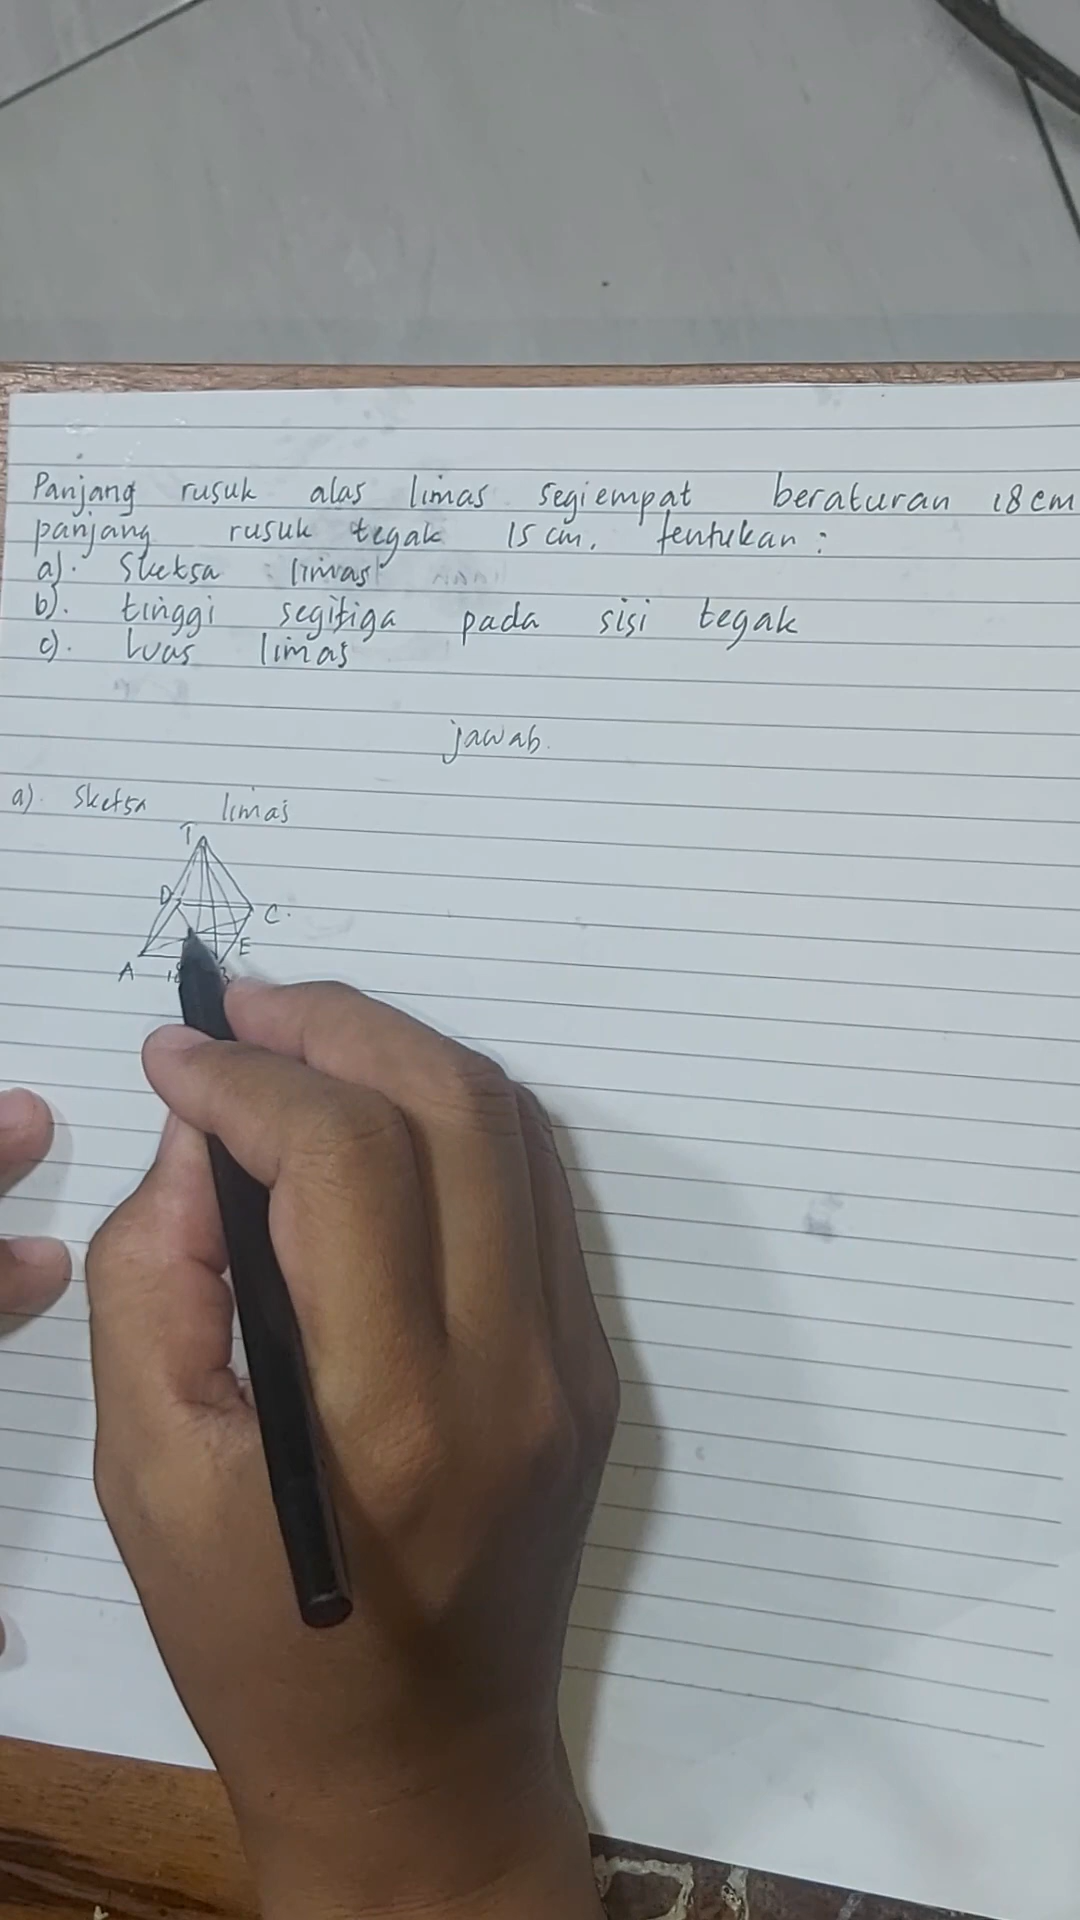 Panjang rusuk alas limas segiempat beraturan 18 cm
panjang rusuk tegak 15 cm. tentukan :
a). Sketsa limas
b). tinggi segitiga pada sisi tegak
c). Luas limas
jawab.
a). Sketsa limas
T
D
C.
E
A 18 B